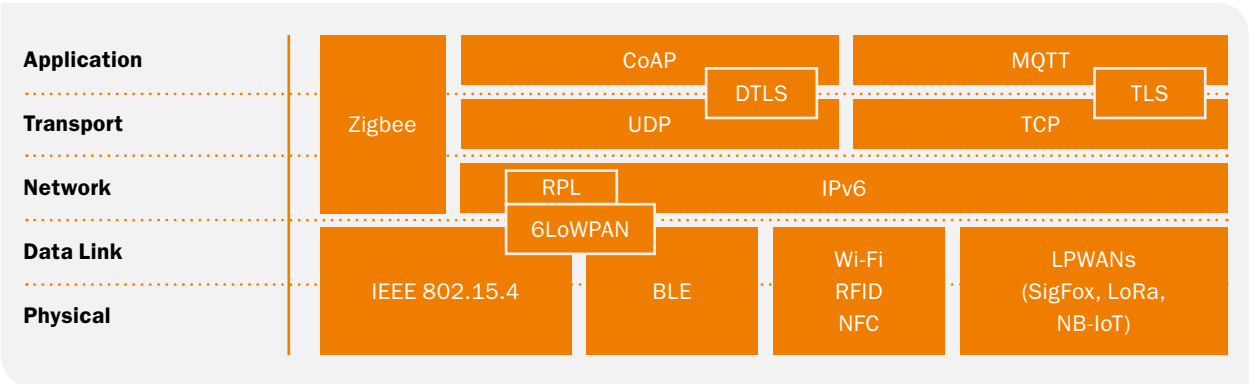 Application
CoAP
MQTT
DTLS
TLS
Transport
Zigbee
UDP
TCP
Network
RPL
IPv6
6LoWPAN
Data Link
Physical
IEEE 802.15.4
BLE
Wi-Fi
RFID
NFC
LPWANs
(SigFox, LoRa,
NB-IoT)